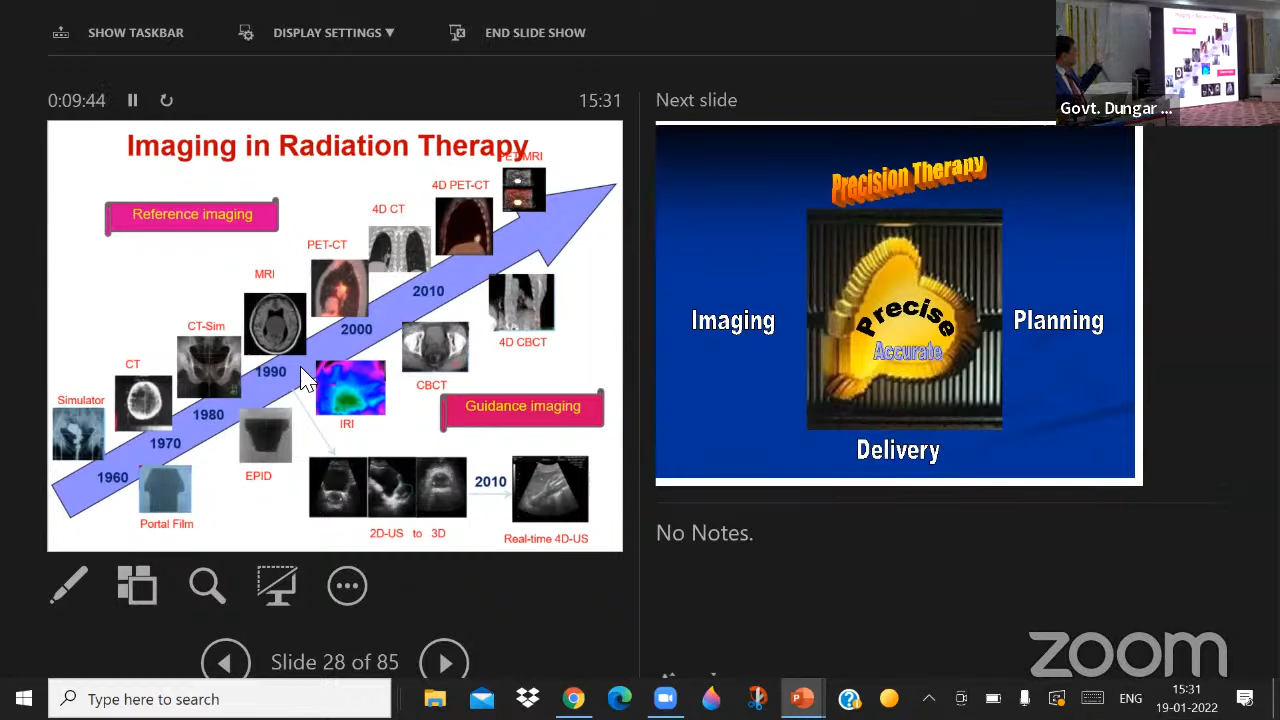 SHOW TASKBAR
DISPLAY SETTINGS ▼
END SLIDE SHOW
0:09:44
15:31
Next slide
Govt. Dungar ...
Imaging in Radiation Therapy
PET-MRI
4D PET-CT
4D CT
Reference imaging
PET-CT
MRI
CT-Sim
CT
Simulator
2010
2000
1990
1980
1970
1960
4D CBCT
CBCT
Guidance imaging
IRI
EPID
Portal Film
2010
2D-US to 3D
Real-time 4D-US
Precision Therapy
Imaging
Precise
Accurate
Planning
Delivery
No Notes.
Slide 28 of 85
zoom
Type here to search
ENG
15:31
19-01-2022